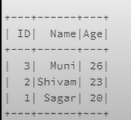 +---+------+---+
| ID|  Name|Age|
+---+------+---+
|  3|  Muni| 26|
|  2|Shivam| 23|
|  1| Sagar| 20|
+---+------+---+